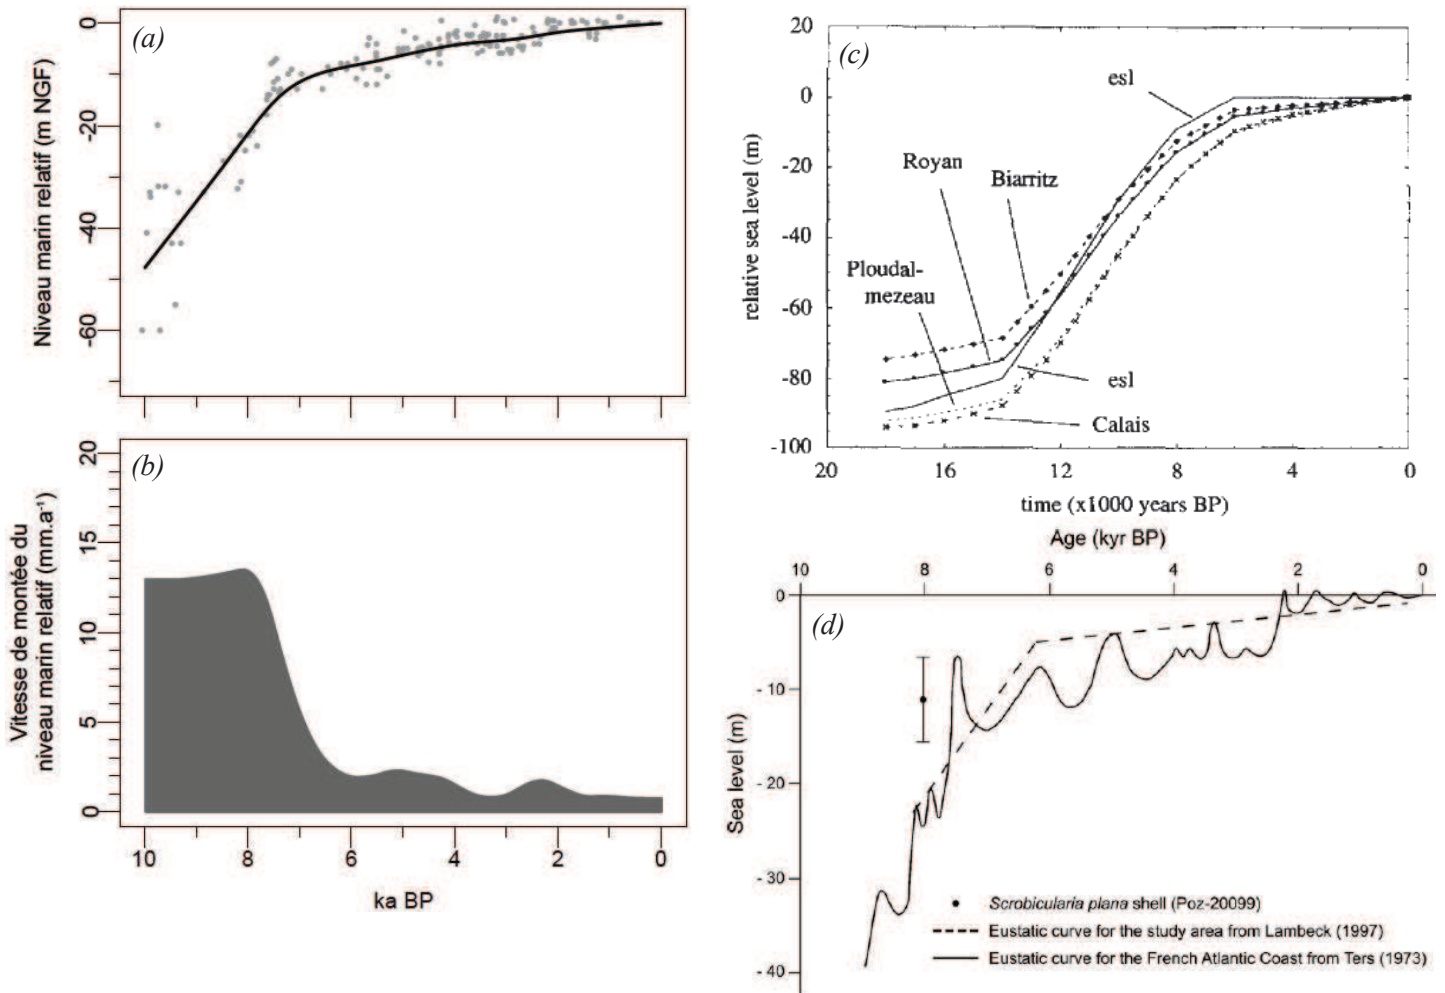 (a)
Niveau marin relatif (m NGF)
0
-20
-40
-60
(b)
Vitesse de montée du
niveau marin relatif (mm.a⁻¹)
20
15
10
5
0
10 8 6 4 2 0
ka BP
(c)
relative sea level (m)
20
0
-20
-40
-60
-80
-100
esl
Royan
Biarritz
Ploudal-
mezeau
esl
Calais
20 16 12 8 4 0
time (x1000 years BP)
Age (kyr BP)
10 8 6 4 2 0
(d)
Sea level (m)
0
- 10
- 20
- 30
- 40
Scrobicularia plana shell (Poz-20099)
Eustatic curve for the study area from Lambeck (1997)
Eustatic curve for the French Atlantic Coast from Ters (1973)